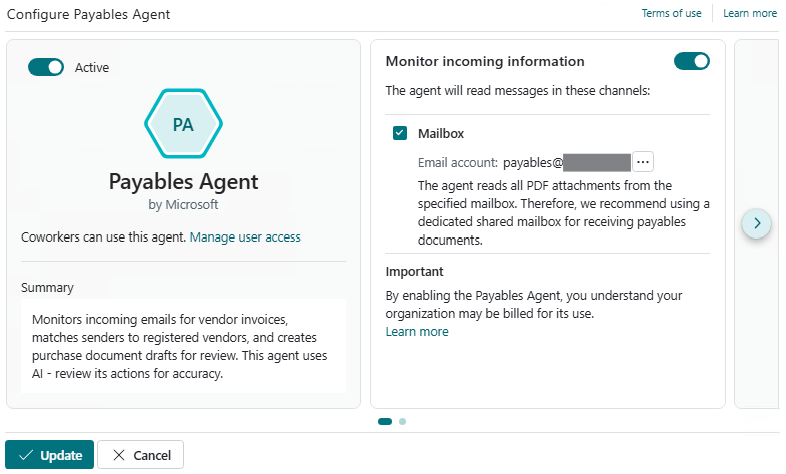 Configure Payables Agent
Terms of use
Learn more
Active
PA
Payables Agent
by Microsoft
Coworkers can use this agent. Manage user access
Summary
Monitors incoming emails for vendor invoices,
matches senders to registered vendors, and creates
purchase document drafts for review. This agent uses
AI - review its actions for accuracy.
Monitor incoming information
The agent will read messages in these channels:
Mailbox
Email account: payables@
...
The agent reads all PDF attachments from the
specified mailbox. Therefore, we recommend using a
dedicated shared mailbox for receiving payables
documents.
Important
By enabling the Payables Agent, you understand your
organization may be billed for its use.
Learn more
Update
Cancel